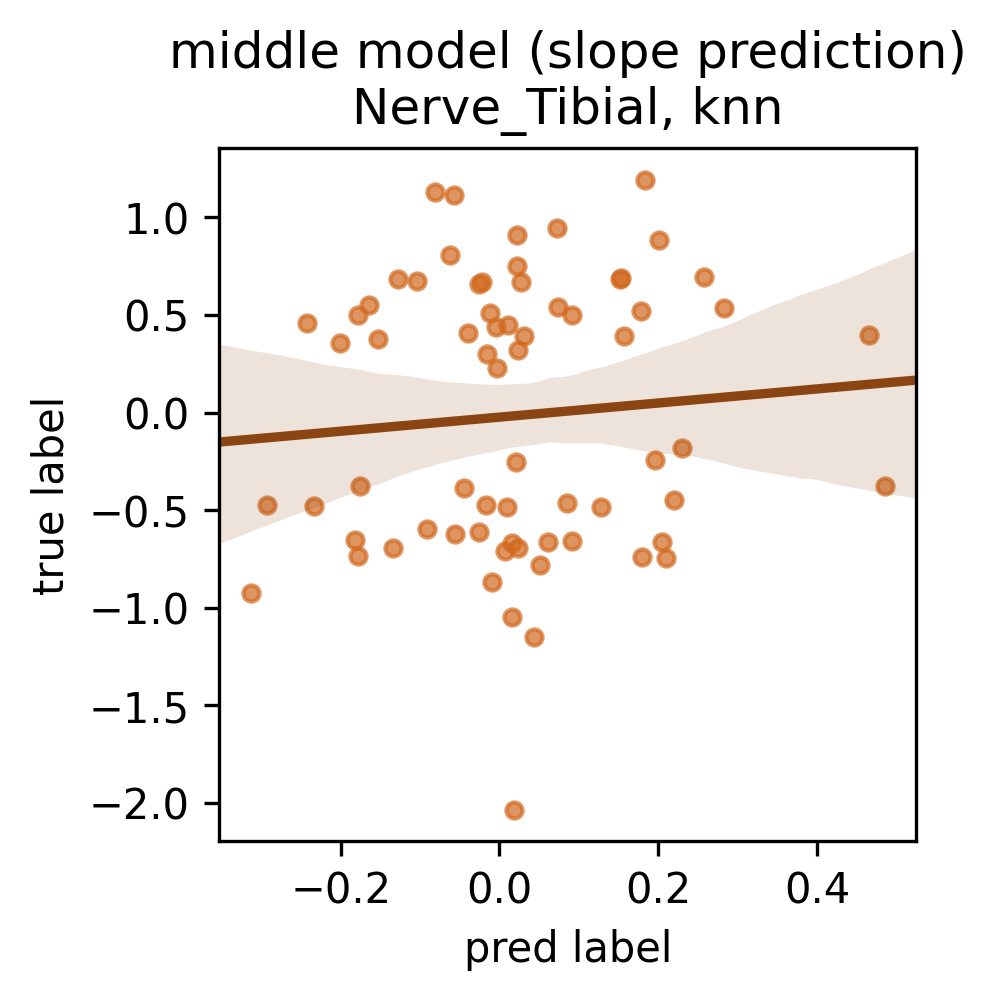 middle model (slope prediction)
Nerve_Tibial, knn
1.0
0.5
0.0
−0.5
−1.0
−1.5
−2.0
true label
−0.2
0.0
0.2
0.4
pred label